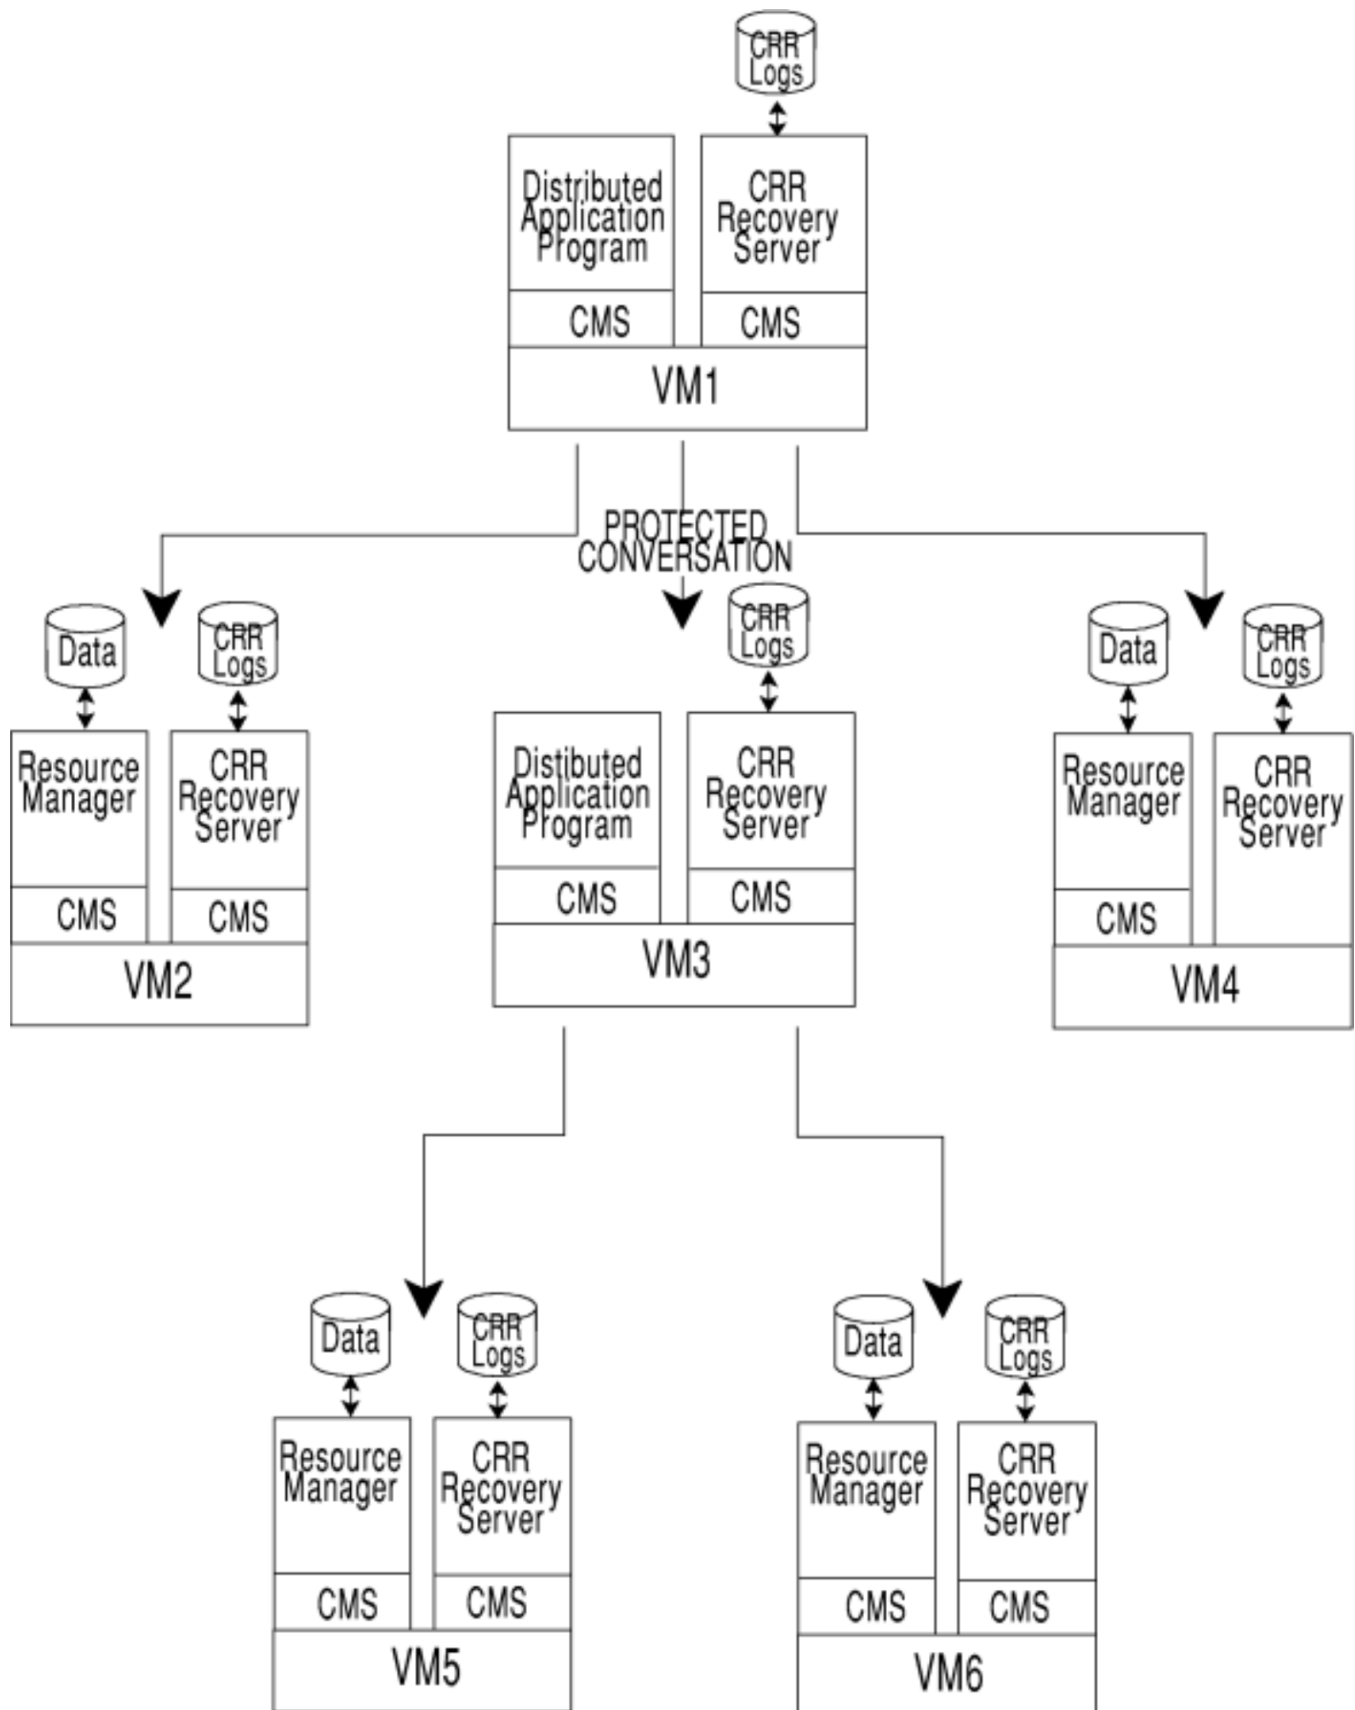 CRR
Logs
Distributed
Application
Program
CMS
CRR
Recovery
Server
CMS
VM1
PROTECTED
CONVERSATION
Data
CRR
Logs
Resource
Manager
CMS
CRR
Recovery
Server
CMS
VM2
CRR
Logs
Distibuted
Application
Program
CMS
CRR
Recovery
Server
CMS
VM3
Data
CRR
Logs
Resource
Manager
CMS
CRR
Recovery
Server
VM4
Data
CRR
Logs
Resource
Manager
CMS
CRR
Recovery
Server
CMS
VM5
Data
CRR
Logs
Resource
Manager
CMS
CRR
Recovery
Server
CMS
VM6